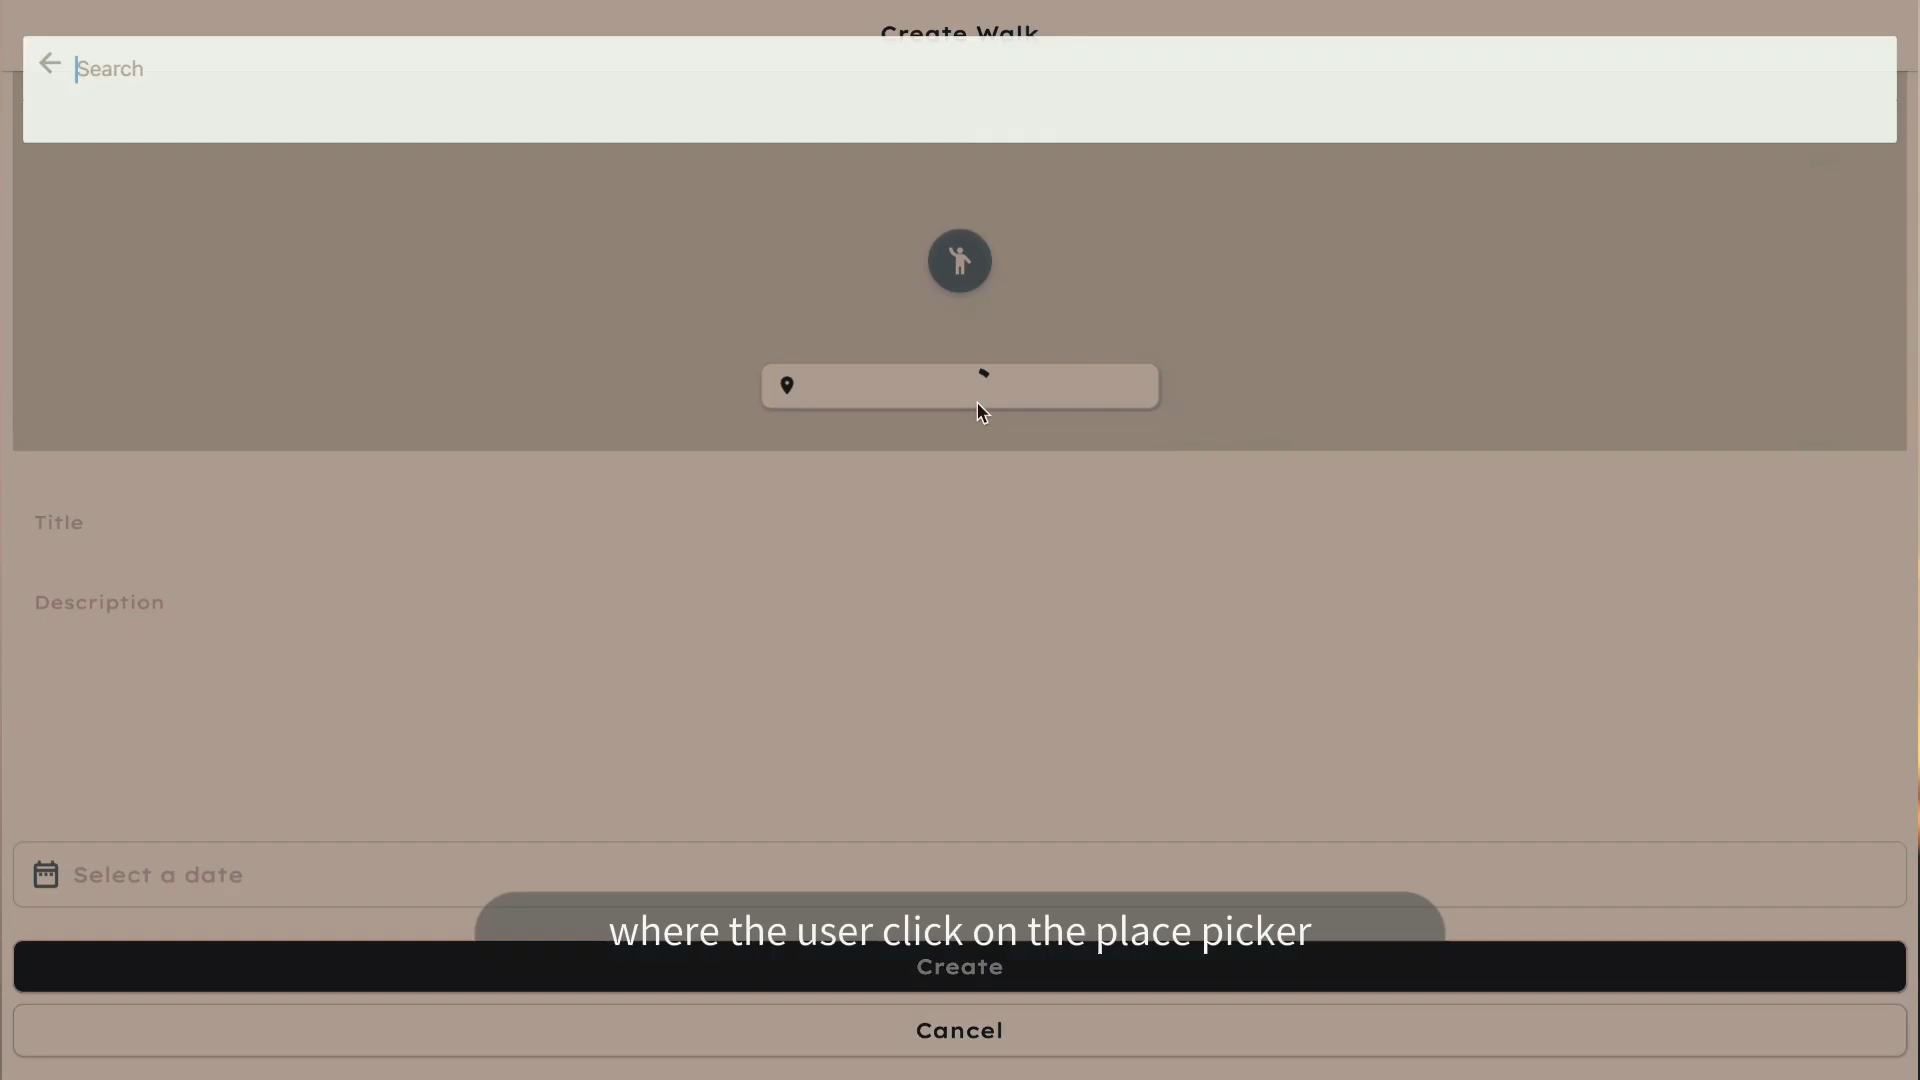 Create Walk
Search
Title
Description
Select a date
where the user click on the place picker
Create
Cancel